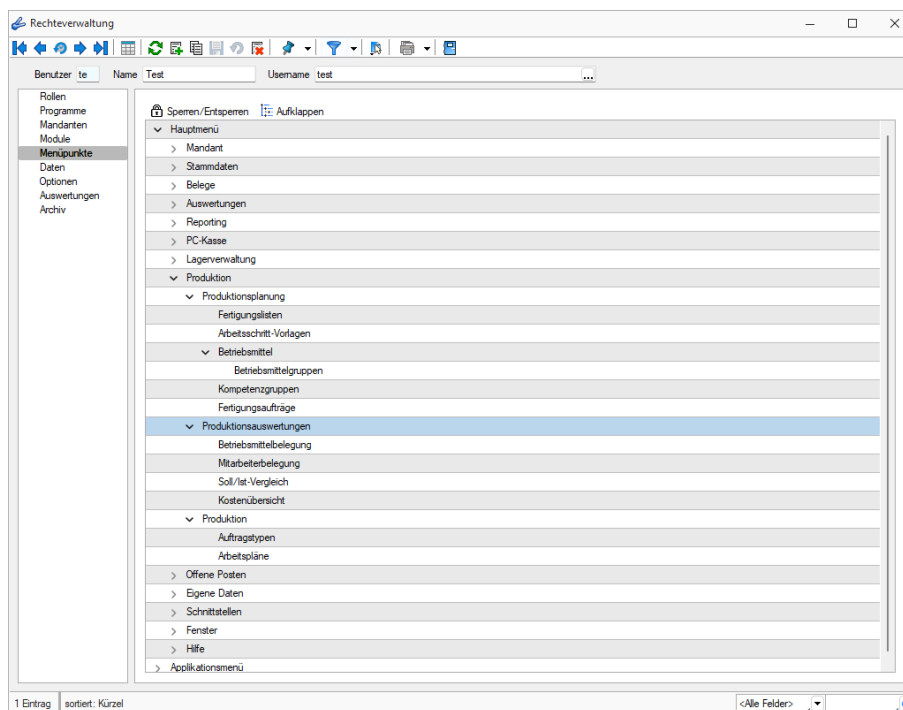 Rechteverwaltung
Benutzer te Name Test Username test ...
Rollen
Programme
Mandanten
Module
Menüpunkte
Daten
Optionen
Auswertungen
Archiv
Sperren/Entsperren Aufklappen
Hauptmenü
Mandant
Stammdaten
Belege
Auswertungen
Reporting
PC-Kasse
Lagerverwaltung
Produktion
Produktionsplanung
Fertigungslisten
Arbeitsschritt-Vorlagen
Betriebsmittel
Betriebsmittelgruppen
Kompetenzgruppen
Fertigungsaufträge
Produktionsauswertungen
Betriebsmittelbelegung
Mitarbeiterbelegung
Soll/Ist-Vergleich
Kostenübersicht
Produktion
Auftragstypen
Arbeitspläne
Offene Posten
Eigene Daten
Schnittstellen
Fenster
Hilfe
Applikationsmenü
1 Eintrag sortiert: Kürzel <Alle Felder>